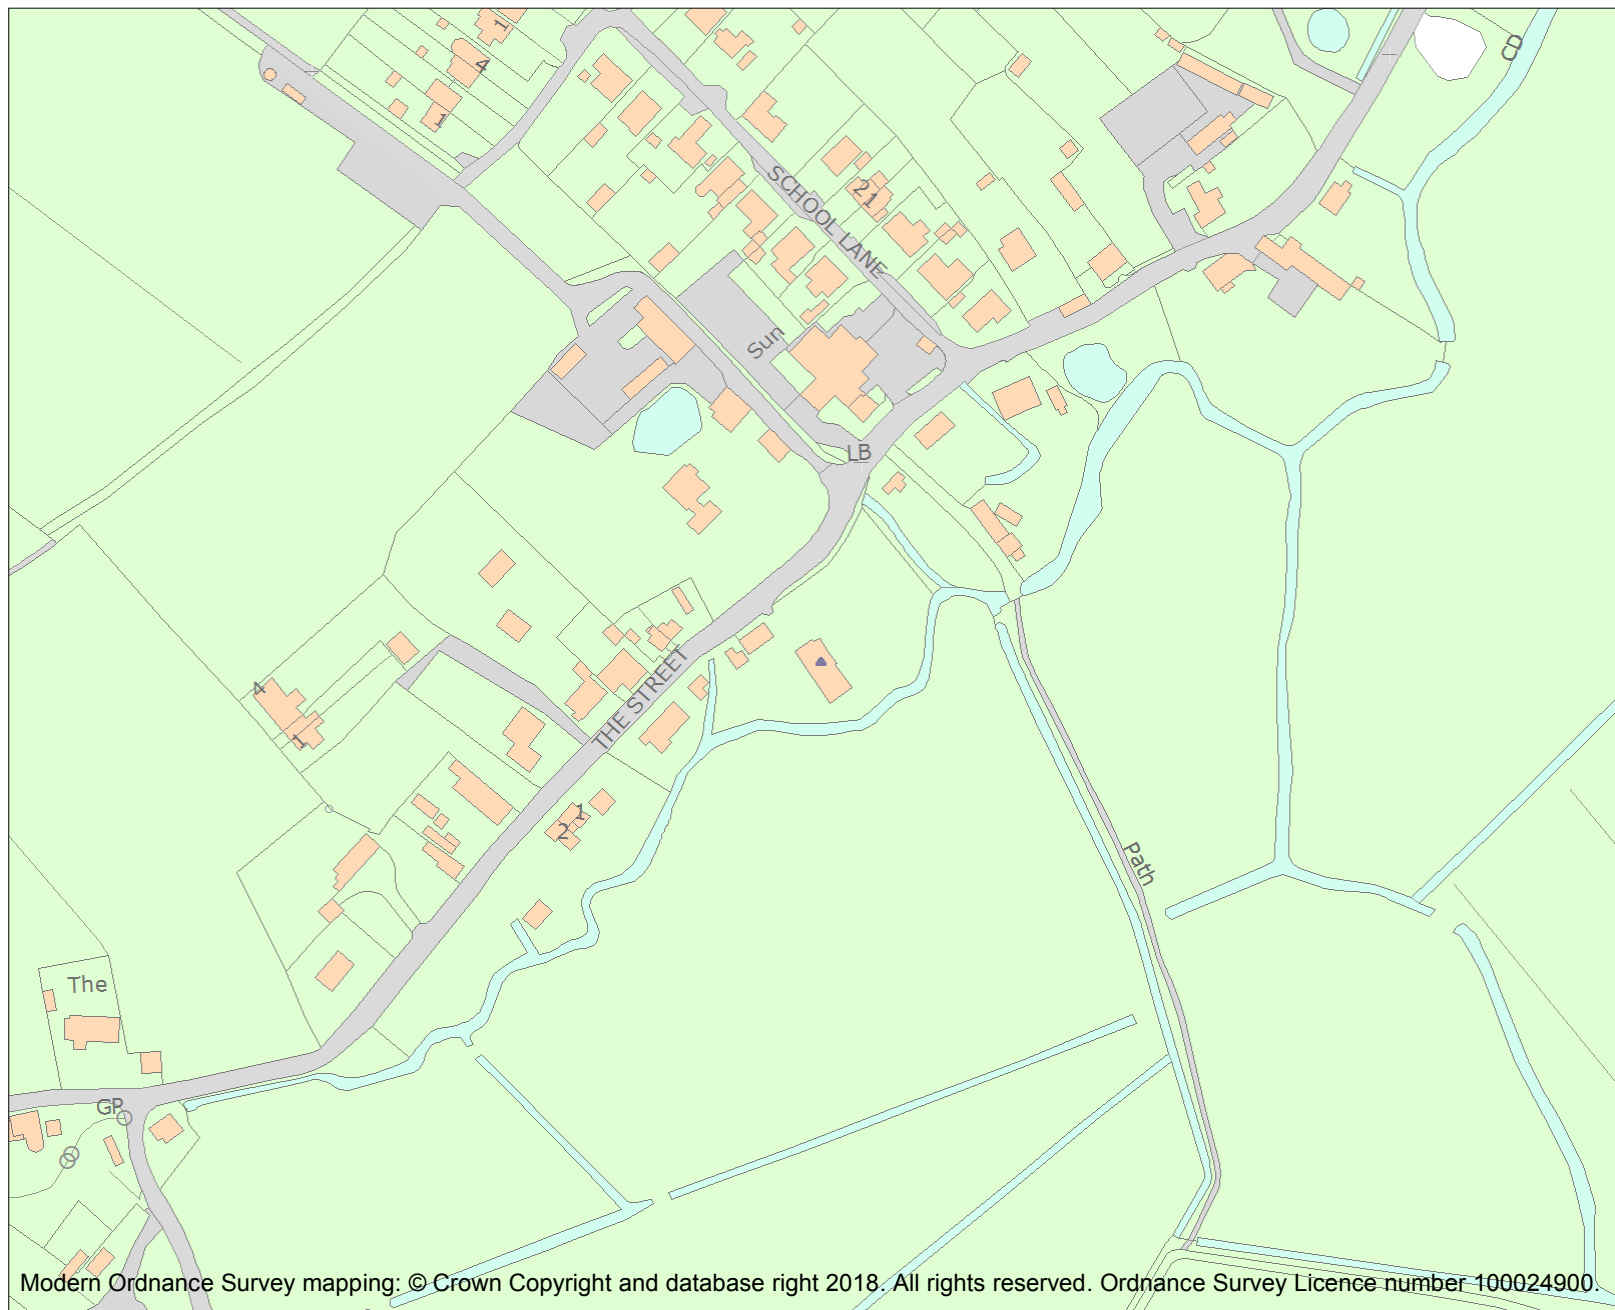 1
4
1
CD
SCHOOL LANE
21
Sun
LB
THE STREET
4
1
1
2
Path
The
GP
Modern Ordnance Survey mapping: © Crown Copyright and database right 2018. All rights reserved. Ordnance Survey Licence number 100024900.